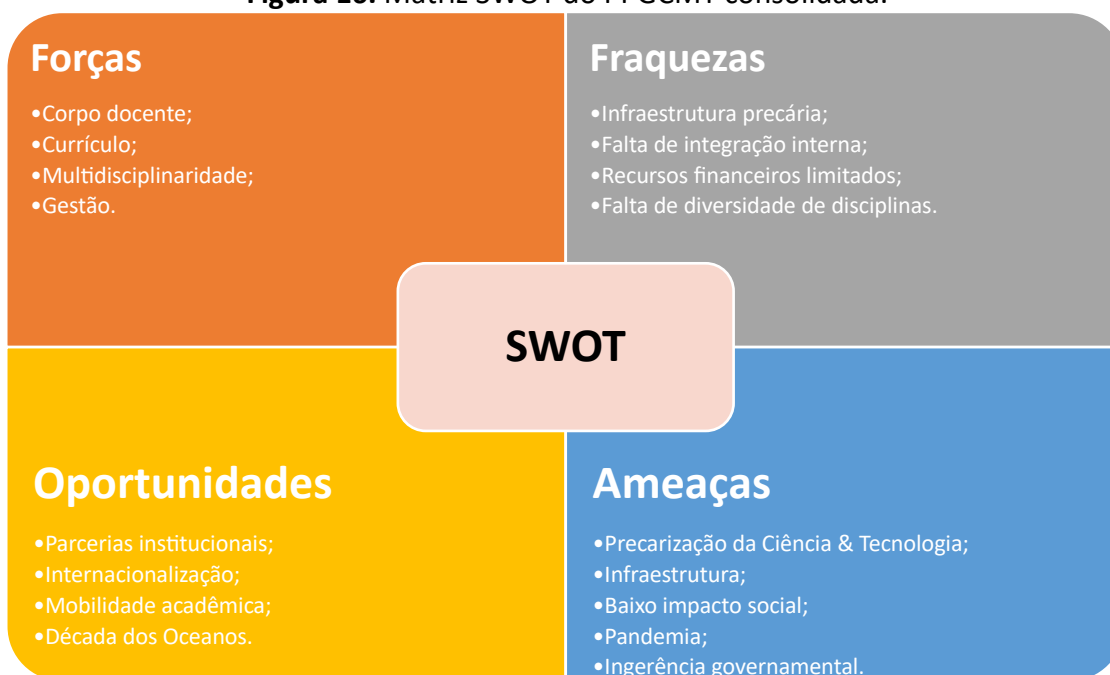 Forças
•Corpo docente;
•Currículo;
•Multidisciplinaridade;
•Gestão.
Fraquezas
•Infraestrutura precária;
•Falta de integração interna;
•Recursos financeiros limitados;
•Falta de diversidade de disciplinas.
SWOT
Oportunidades
•Parcerias institucionais;
•Internacionalização;
•Mobilidade acadêmica;
•Década dos Oceanos.
Ameaças
•Precarização da Ciência & Tecnologia;
•Infraestrutura;
•Baixo impacto social;
•Pandemia;
•Ingerência governamental.